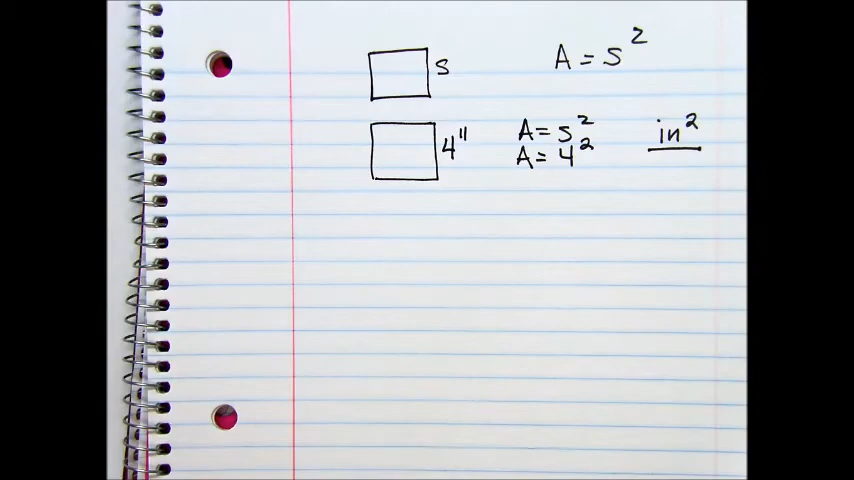 s A = s²
4" A = s² in²
A = 4²